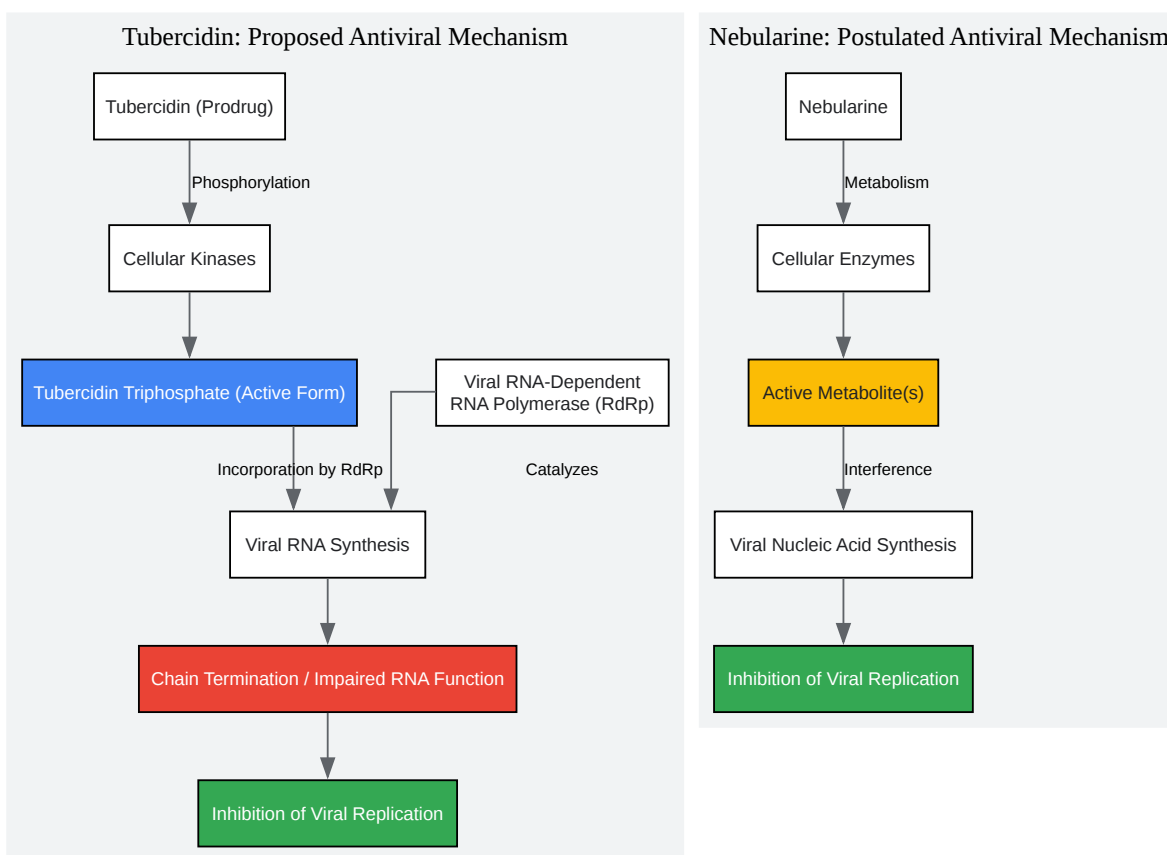 Tubercidin: Proposed Antiviral Mechanism
Tubercidin (Prodrug)
Phosphorylation
Cellular Kinases
Tubercidin Triphosphate (Active Form)
Viral RNA-Dependent
RNA Polymerase (RdRp)
Incorporation by RdRp
Catalyzes
Viral RNA Synthesis
Chain Termination / Impaired RNA Function
Inhibition of Viral Replication
Nebularine: Postulated Antiviral Mechanism
Nebularine
Metabolism
Cellular Enzymes
Active Metabolite(s)
Interference
Viral Nucleic Acid Synthesis
Inhibition of Viral Replication